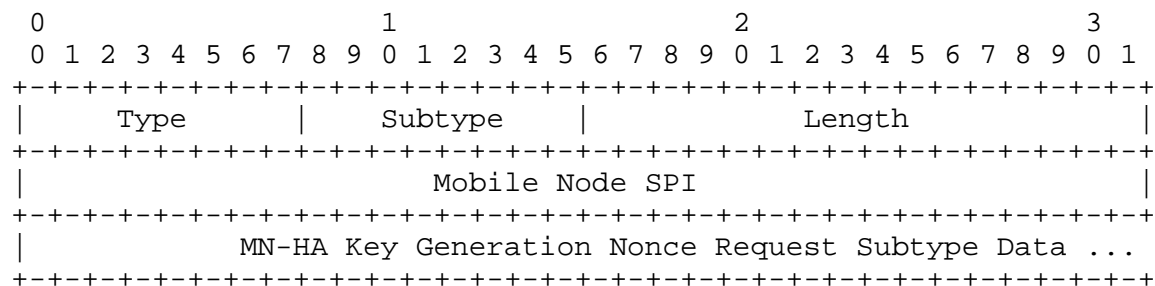 0                   1                   2                   3
 0 1 2 3 4 5 6 7 8 9 0 1 2 3 4 5 6 7 8 9 0 1 2 3 4 5 6 7 8 9 0 1
+-+-+-+-+-+-+-+-+-+-+-+-+-+-+-+-+-+-+-+-+-+-+-+-+-+-+-+-+-+-+-+-+
|     Type      |    Subtype    |            Length             |
+-+-+-+-+-+-+-+-+-+-+-+-+-+-+-+-+-+-+-+-+-+-+-+-+-+-+-+-+-+-+-+-+
|                       Mobile Node SPI                         |
+-+-+-+-+-+-+-+-+-+-+-+-+-+-+-+-+-+-+-+-+-+-+-+-+-+-+-+-+-+-+-+-+
|            MN-HA Key Generation Nonce Request Subtype Data ...
+-+-+-+-+-+-+-+-+-+-+-+-+-+-+-+-+-+-+-+-+-+-+-+-+-+-+-+-+-+-+-+-+